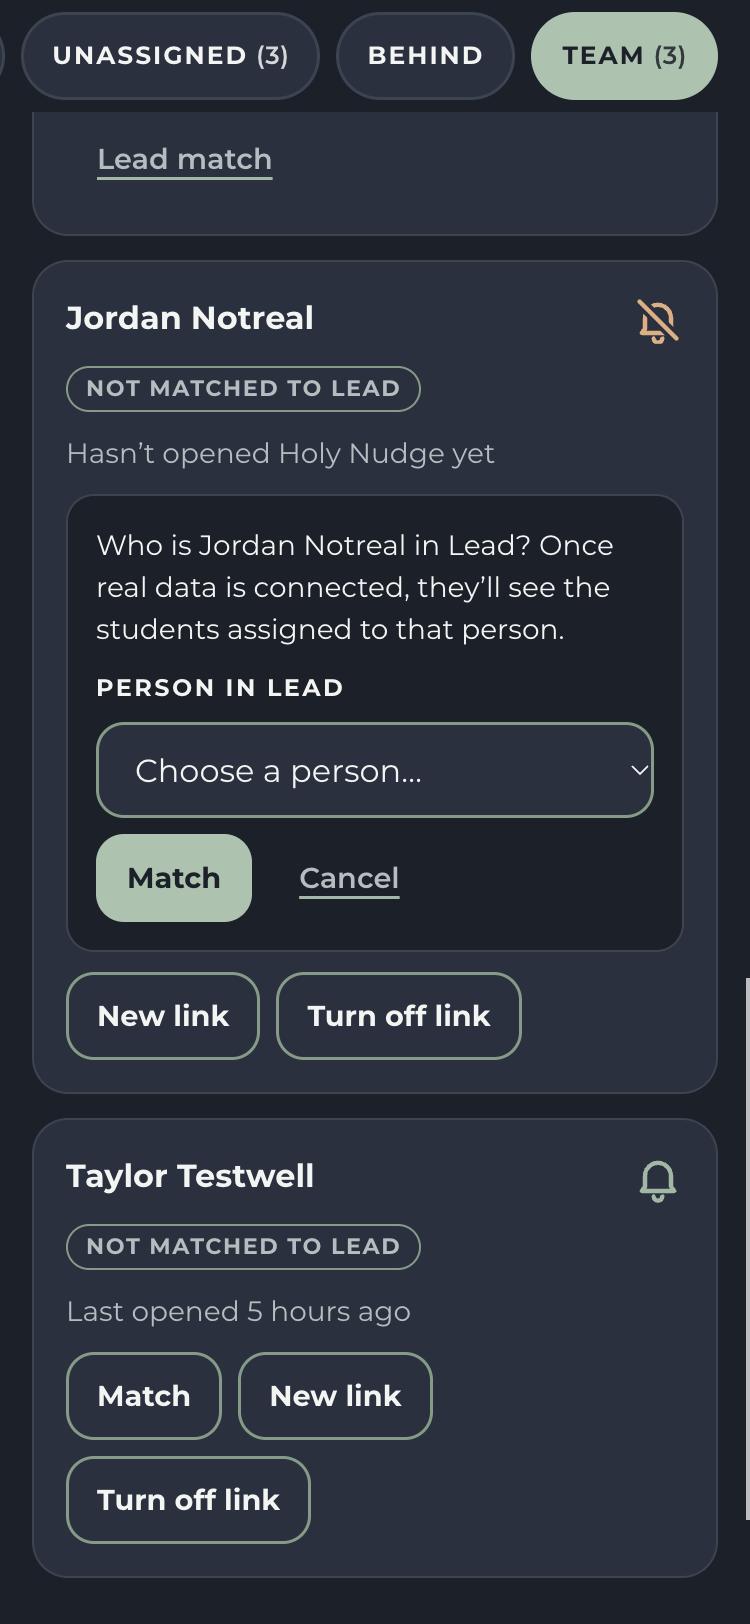 UNASSIGNED (3)
BEHIND
TEAM (3)
Lead match
Jordan Notreal
NOT MATCHED TO LEAD
Hasn’t opened Holy Nudge yet
Who is Jordan Notreal in Lead? Once
real data is connected, they’ll see the
students assigned to that person.
PERSON IN LEAD
Choose a person...
Match
Cancel
New link
Turn off link
Taylor Testwell
NOT MATCHED TO LEAD
Last opened 5 hours ago
Match
New link
Turn off link